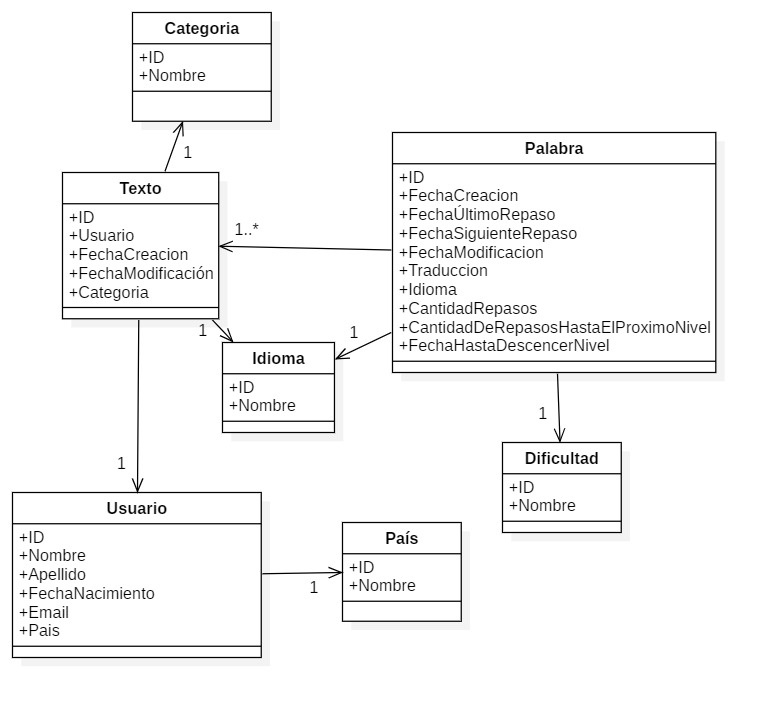 Categoria
+ID
+Nombre
1
Texto
+ID
+Usuario
+FechaCreacion
+FechaModificación
+Categoria
1..*
Palabra
+ID
+FechaCreacion
+FechaÚltimoRepaso
+FechaSiguienteRepaso
+FechaModificacion
+Traduccion
+Idioma
+CantidadRepasos
+CantidadDeRepasosHastaElProximoNivel
+FechaHastaDescencerNivel
1
1
Idioma
+ID
+Nombre
1
Dificultad
+ID
+Nombre
1
Usuario
+ID
+Nombre
+Apellido
+FechaNacimiento
+Email
+Pais
1
País
+ID
+Nombre